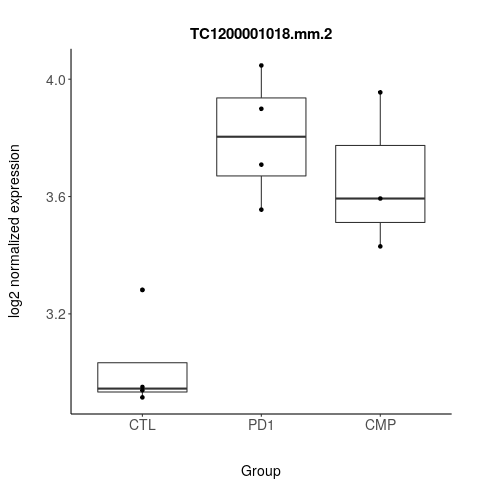 TC1200001018.mm.2
log2 normalized expression
4.0
3.6
3.2
CTL
PD1
CMP
Group